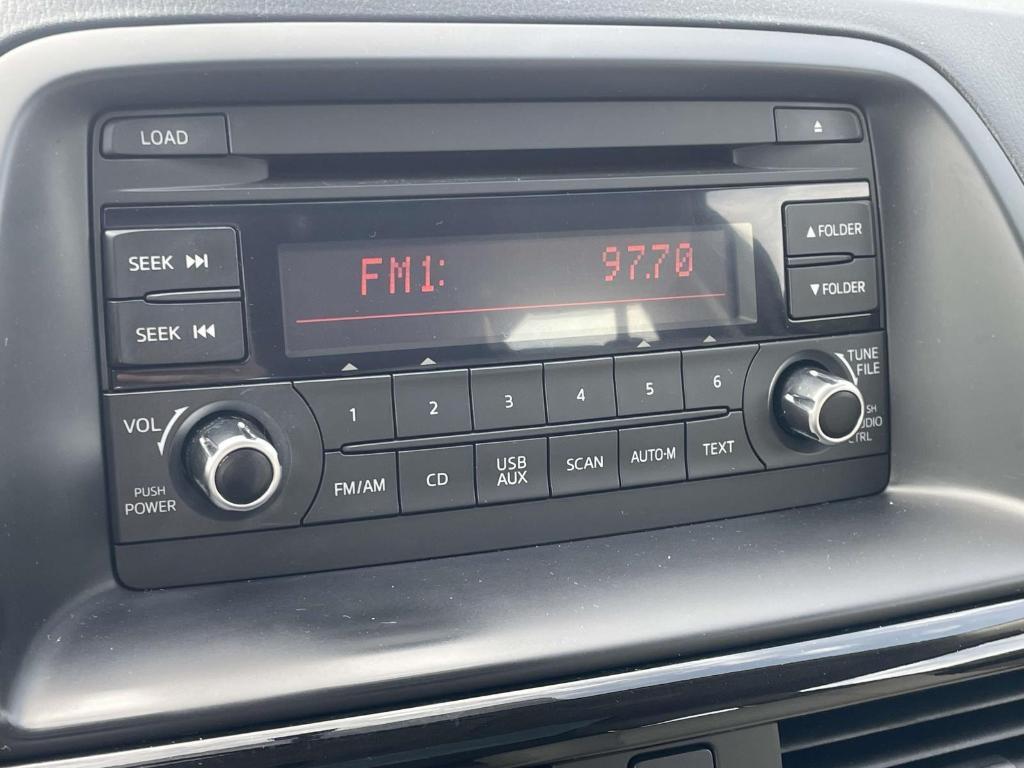 LOAD
SEEK
SEEK
FM1: 97.70
FOLDER
FOLDER
VOL
PUSH
POWER
1 2 3 4 5 6
FM/AM CD USB AUX SCAN AUTO-M TEXT
TUNE
FILE